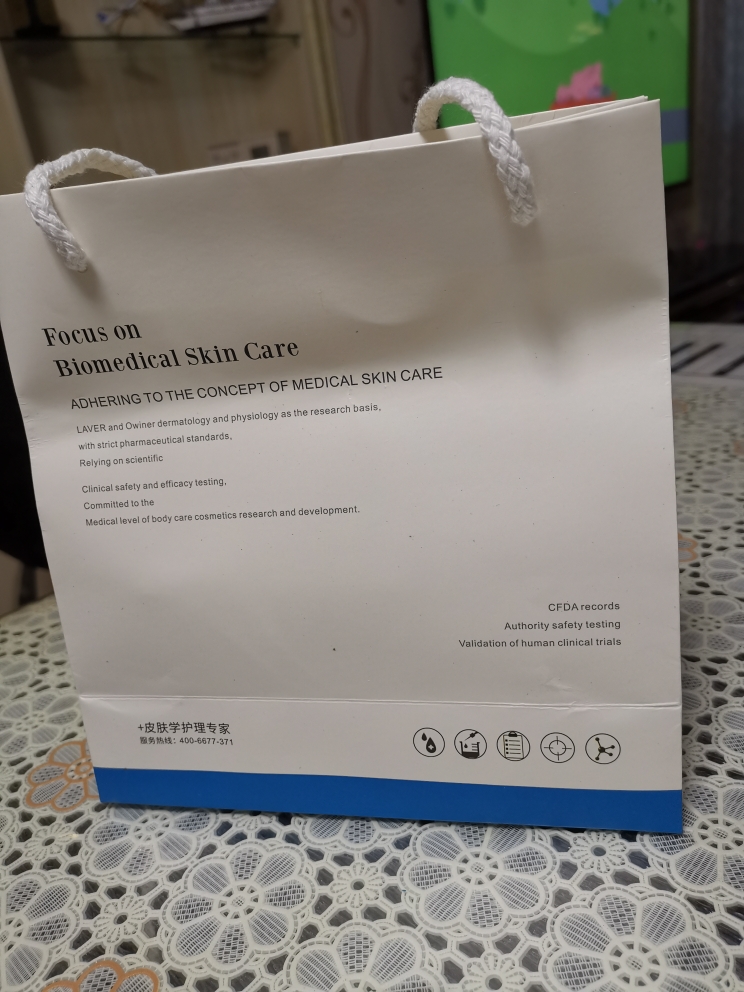 Focus on
Biomedical Skin Care
ADHERING TO THE CONCEPT OF MEDICAL SKIN CARE
LAVER and Owiner dermatology and physiology as the research basis,
with strict pharmaceutical standards,
Relying on scientific
Clinical safety and efficacy testing,
Committed to the
Medical level of body care cosmetics research and development.
CFDA records
Authority safety testing
Validation of human clinical trials
+皮肤学护理专家
服务热线：400-6677-371